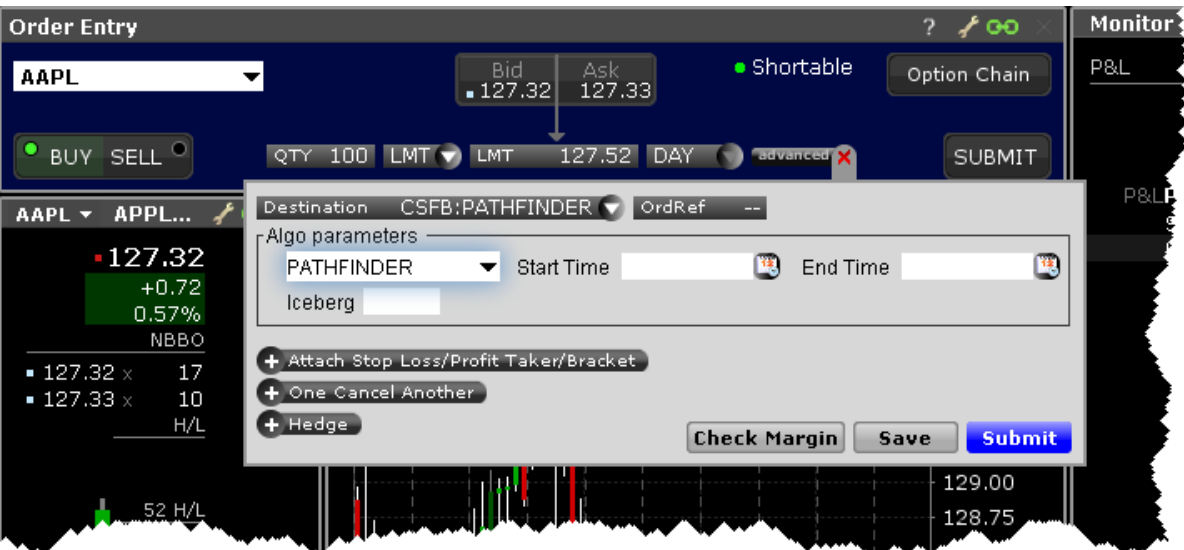 Order Entry ?
Monitor
AAPL
Bid Ask
127.32 127.33
Shortable
Option Chain
P&L
BUY SELL
QTY 100 LMT LMT 127.52 DAY advanced
SUBMIT
AAPL APPL...
Destination CSFB:PATHFINDER OrdRef --
Algo parameters
PATHFINDER Start Time End Time
Iceberg
127.32
+0.72
0.57%
NBBO
127.32 x 17
127.33 x 10
H/L
52 H/L
Attach Stop Loss/Profit Taker/Bracket
One Cancel Another
Hedge
Check Margin Save Submit
P&L
129.00
128.75